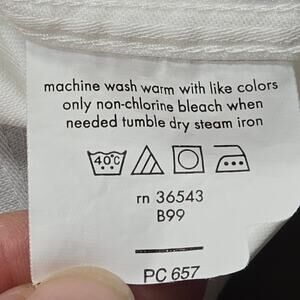 machine wash warm with like colors
only non-chlorine bleach when
needed tumble dry steam iron
40°C
rn 36543
B99
PC 657